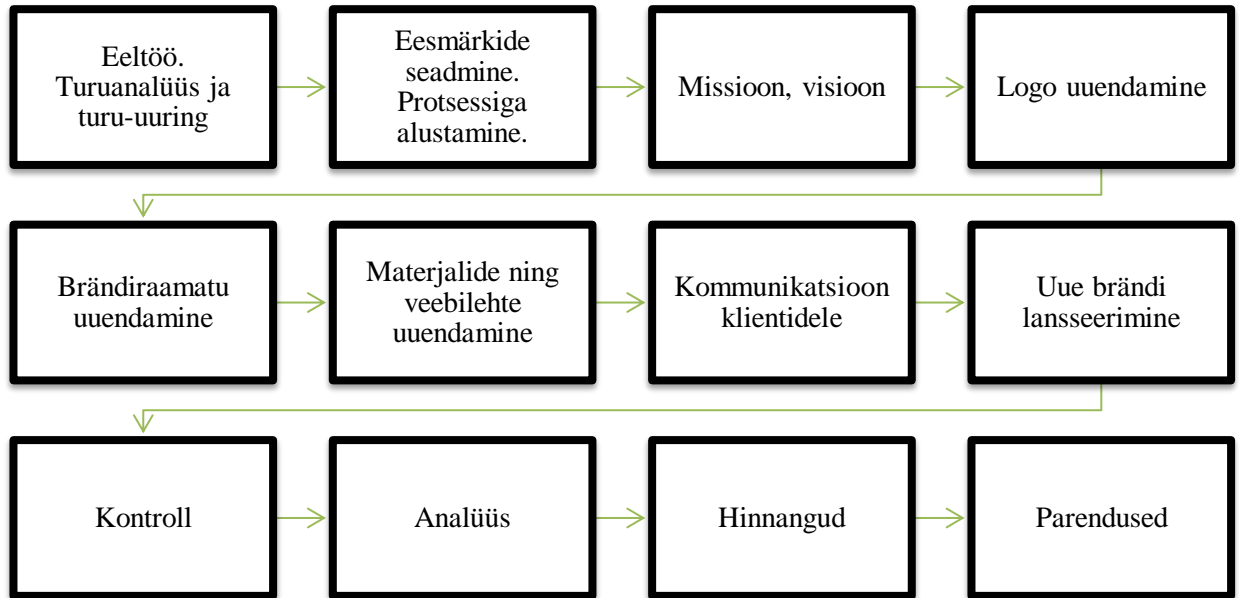 Eeltöö.
Turuanalüüs ja
turu-uuring
Eesmärkide
seadmine.
Protsessiga
alustamine.
Missioon, visioon
Logo uuendamine
Brändiraamatu
uuendamine
Materjalide ning
veebilehte
uuendamine
Kommunikatsioon
klientidele
Uue brändi
lansseerimine
Kontroll
Analüüs
Hinnangud
Parendused